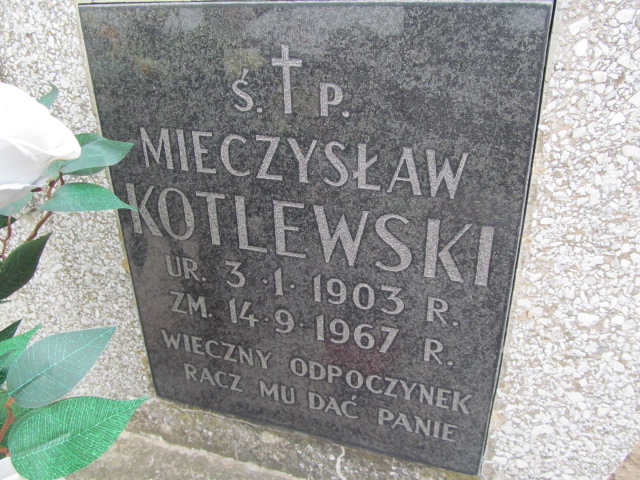 Ś. P.
MIECZYSŁAW
KOTLEWSKI
UR. 3·1·1903 R.
ZM. 14·9·1967 R.
WIECZNY ODPOCZYNEK
RACZ MU DAĆ PANIE